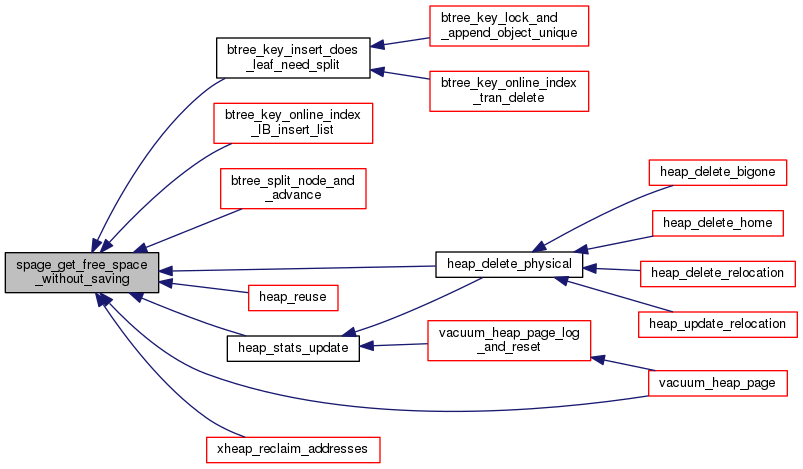 btree_key_lock_and
_append_object_unique
btree_key_insert_does
_leaf_need_split
btree_key_online_index
_tran_delete
btree_key_online_index
_IB_insert_list
btree_split_node_and
_advance
heap_delete_bigone
heap_delete_home
spage_get_free_space
_without_saving
heap_delete_physical
heap_delete_relocation
heap_reuse
heap_update_relocation
heap_stats_update
vacuum_heap_page_log
_and_reset
vacuum_heap_page
xheap_reclaim_addresses